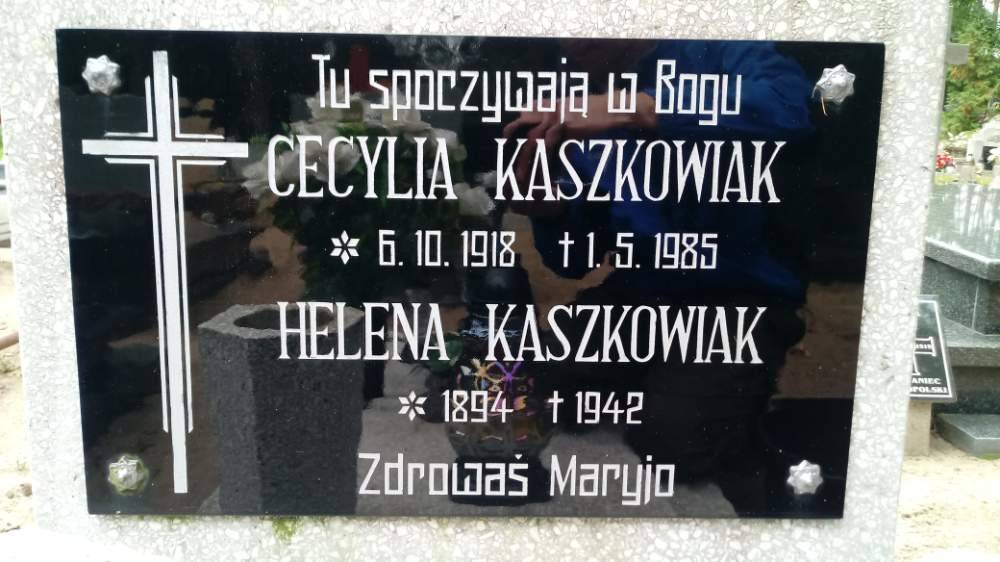 Tu spoczywają w Bogu
CECYLIA KASZKOWIAK
* 6.10.1918 † 1.5.1985
HELENA KASZKOWIAK
* 1894 † 1942
Zdrowaś Maryjo